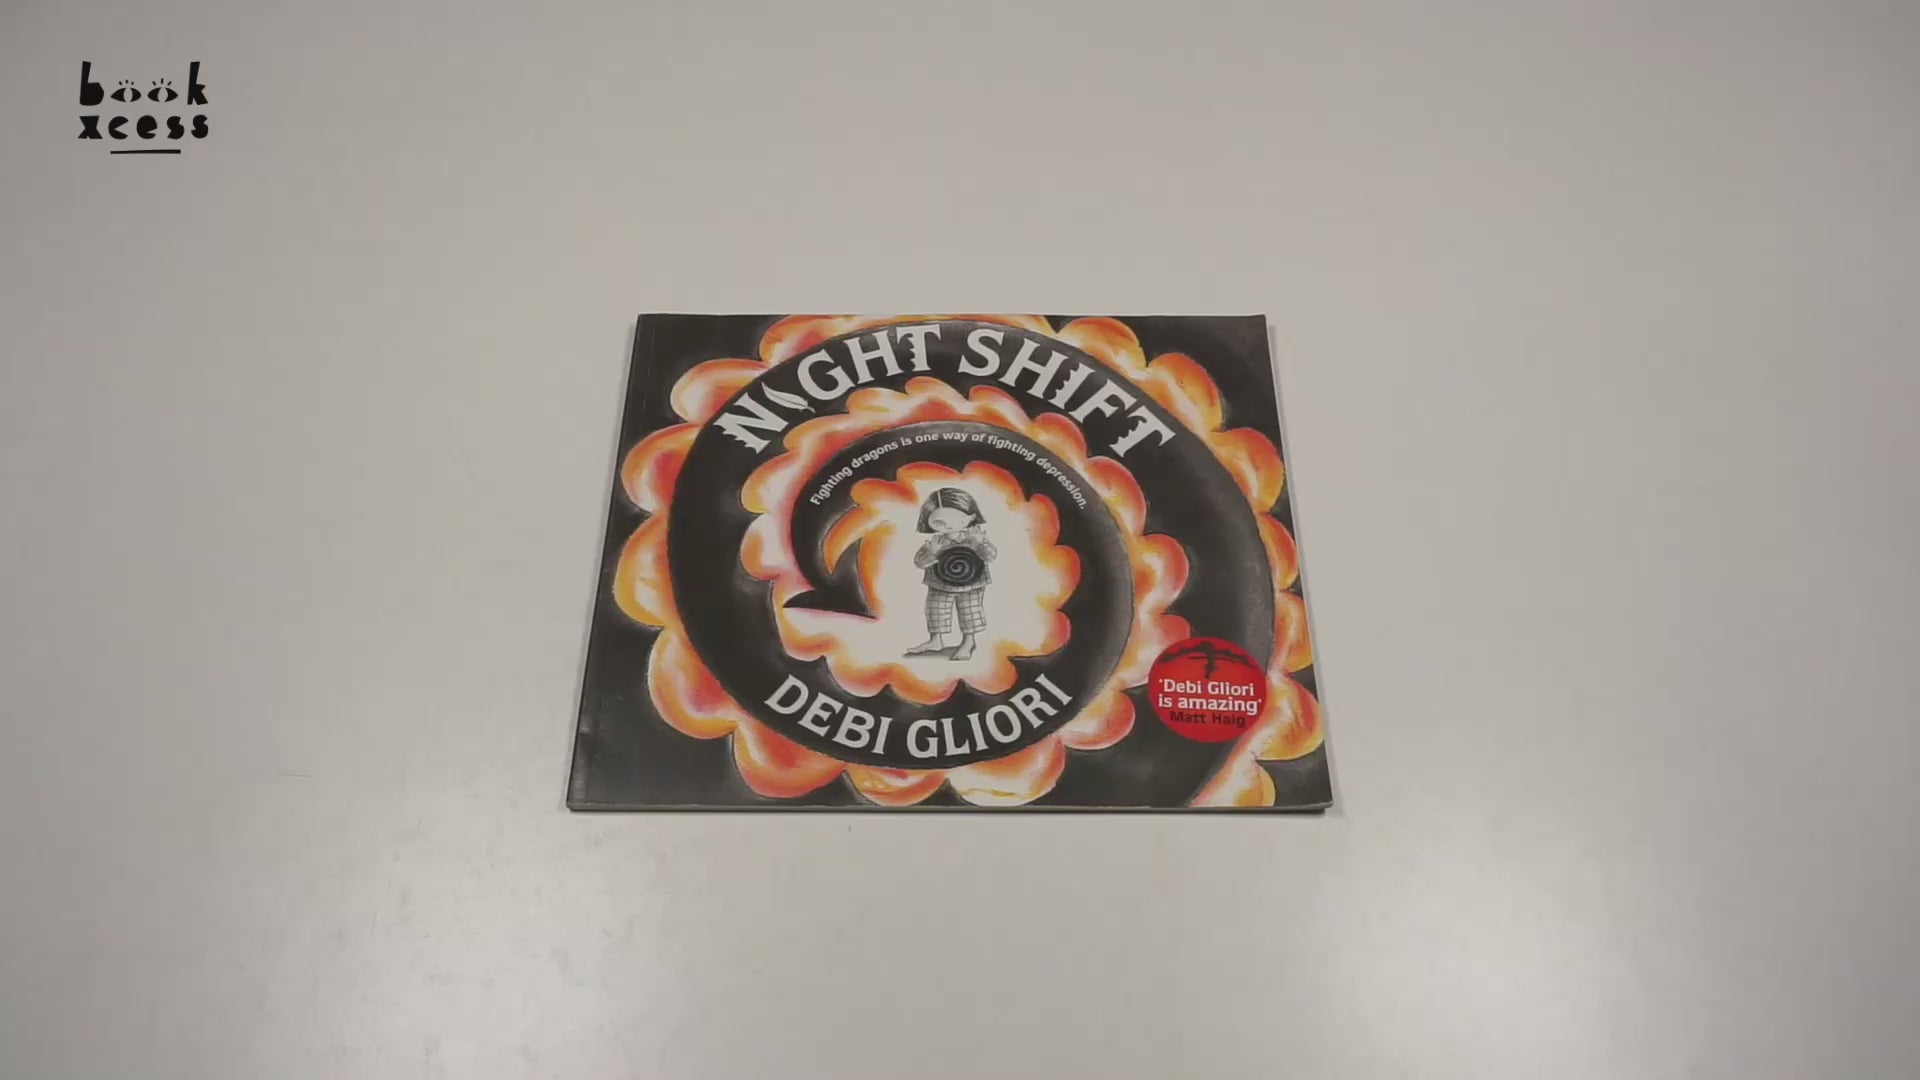 book
xcess
NIGHT SHIFT
Fighting dragons is one way of fighting depression.
DEBI GLIORI
'Debi Gliori
is amazing'
Matt Haig